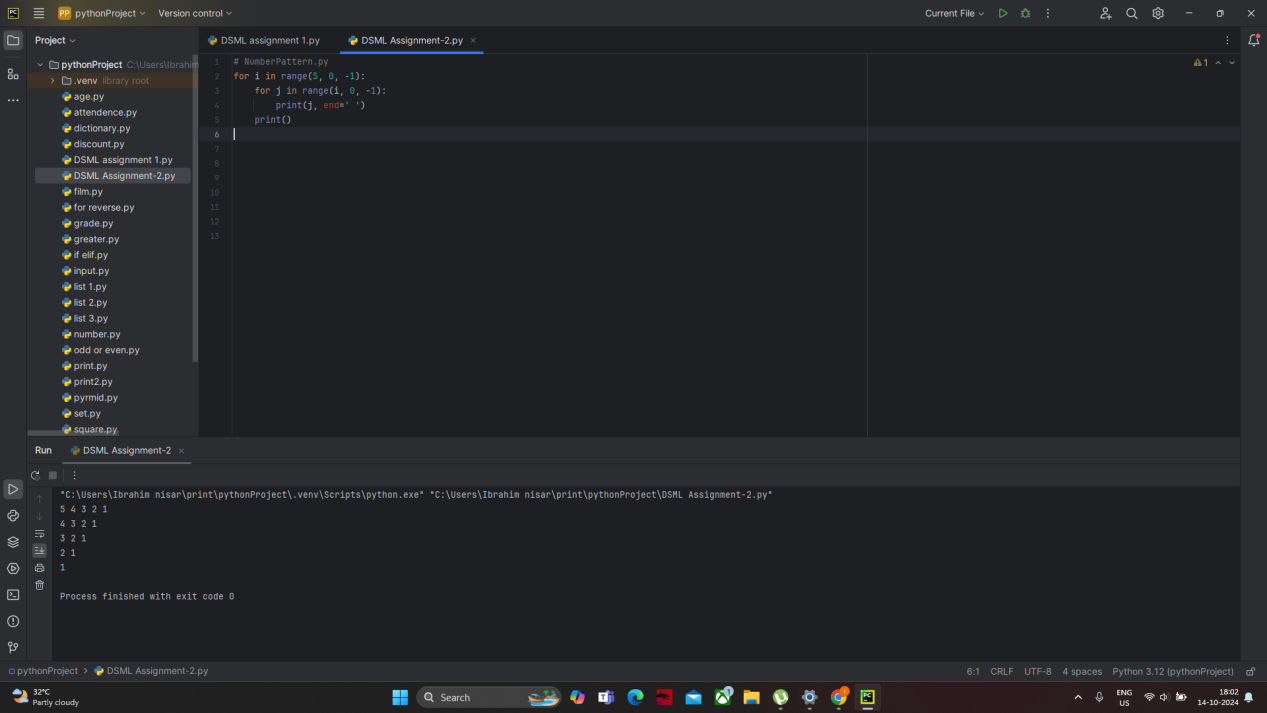 PC
PP pythonProject
Version control
Current File
Project
DSML assignment 1.py
DSML Assignment-2.py
pythonProject C:\Users\Ibrahim
.venv library root
age.py
attendence.py
dictionary.py
discount.py
DSML assignment 1.py
DSML Assignment-2.py
film.py
for reverse.py
grade.py
greater.py
if elif.py
input.py
list 1.py
list 2.py
list 3.py
number.py
odd or even.py
print.py
print2.py
pyrmid.py
set.py
square.py
1 # NumberPattern.py
2 for i in range(5, 0, -1):
3 for j in range(i, 0, -1):
4 print(j, end=' ')
5 print()
6
7
8
9
10
11
12
13
1
Run
DSML Assignment-2
"C:\Users\Ibrahim nisar\print\pythonProject\.venv\Scripts\python.exe" "C:\Users\Ibrahim nisar\print\pythonProject\DSML Assignment-2.py"
5 4 3 2 1
4 3 2 1
3 2 1
2 1
1
Process finished with exit code 0
pythonProject > DSML Assignment-2.py
6:1 CRLF UTF-8 4 spaces Python 3.12 (pythonProject)
32°C
Partly cloudy
Search
1
1
PC
ENG
US
18:02
14-10-2024